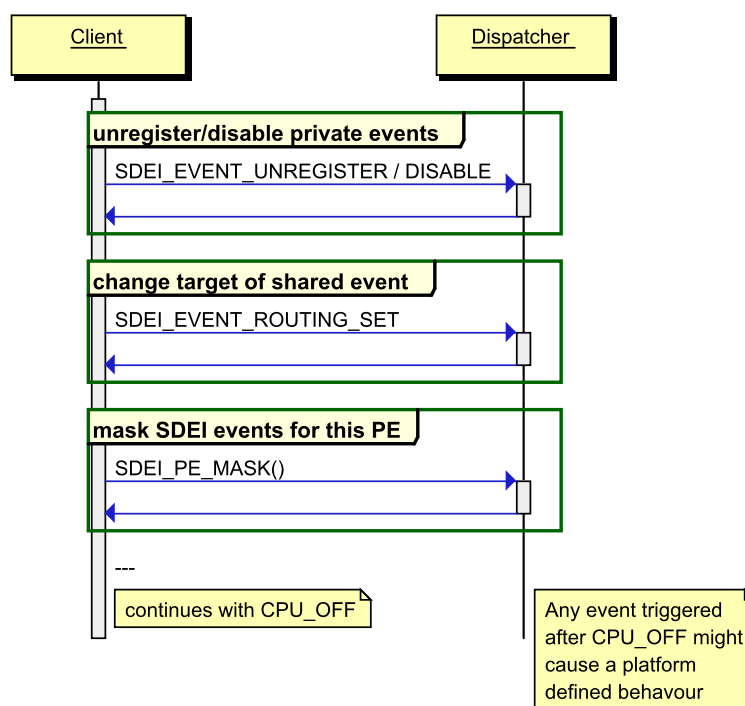 Client
Dispatcher
unregister/disable private events
SDEI_EVENT_UNREGISTER / DISABLE
change target of shared event
SDEI_EVENT_ROUTING_SET
mask SDEI events for this PE
SDEI_PE_MASK()
---
continues with CPU_OFF
Any event triggered
after CPU_OFF might
cause a platform
defined behavour